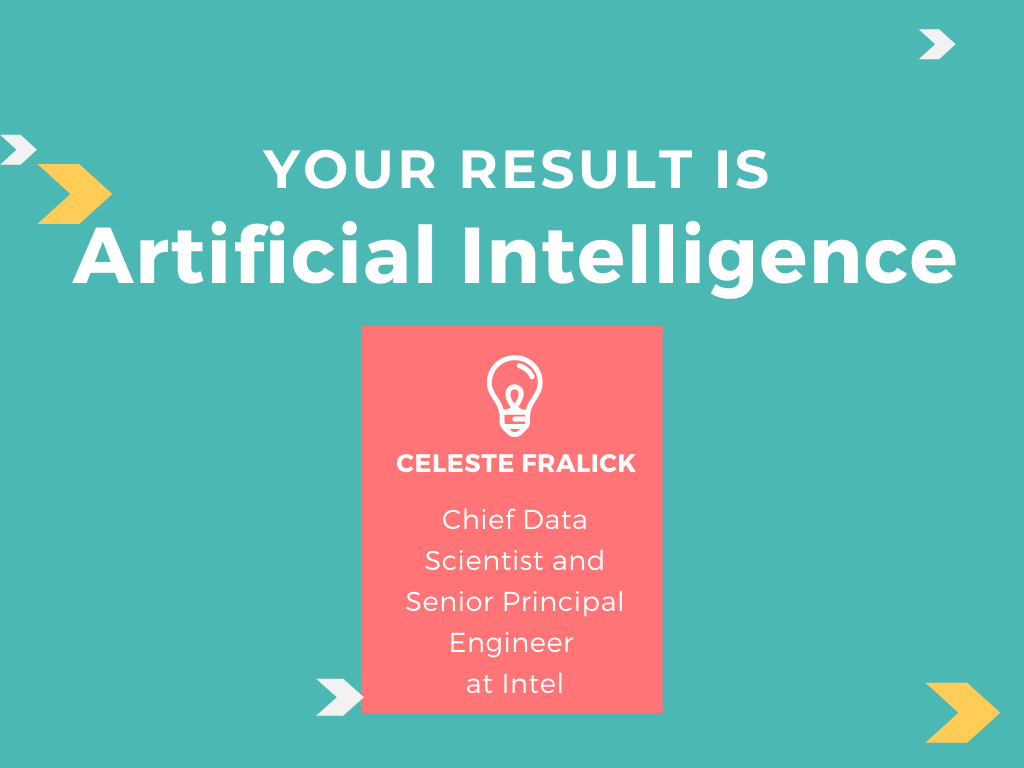 YOUR RESULT IS
Artificial Intelligence
CELESTE FRALICK
Chief Data
Scientist and
Senior Principal
Engineer
at Intel